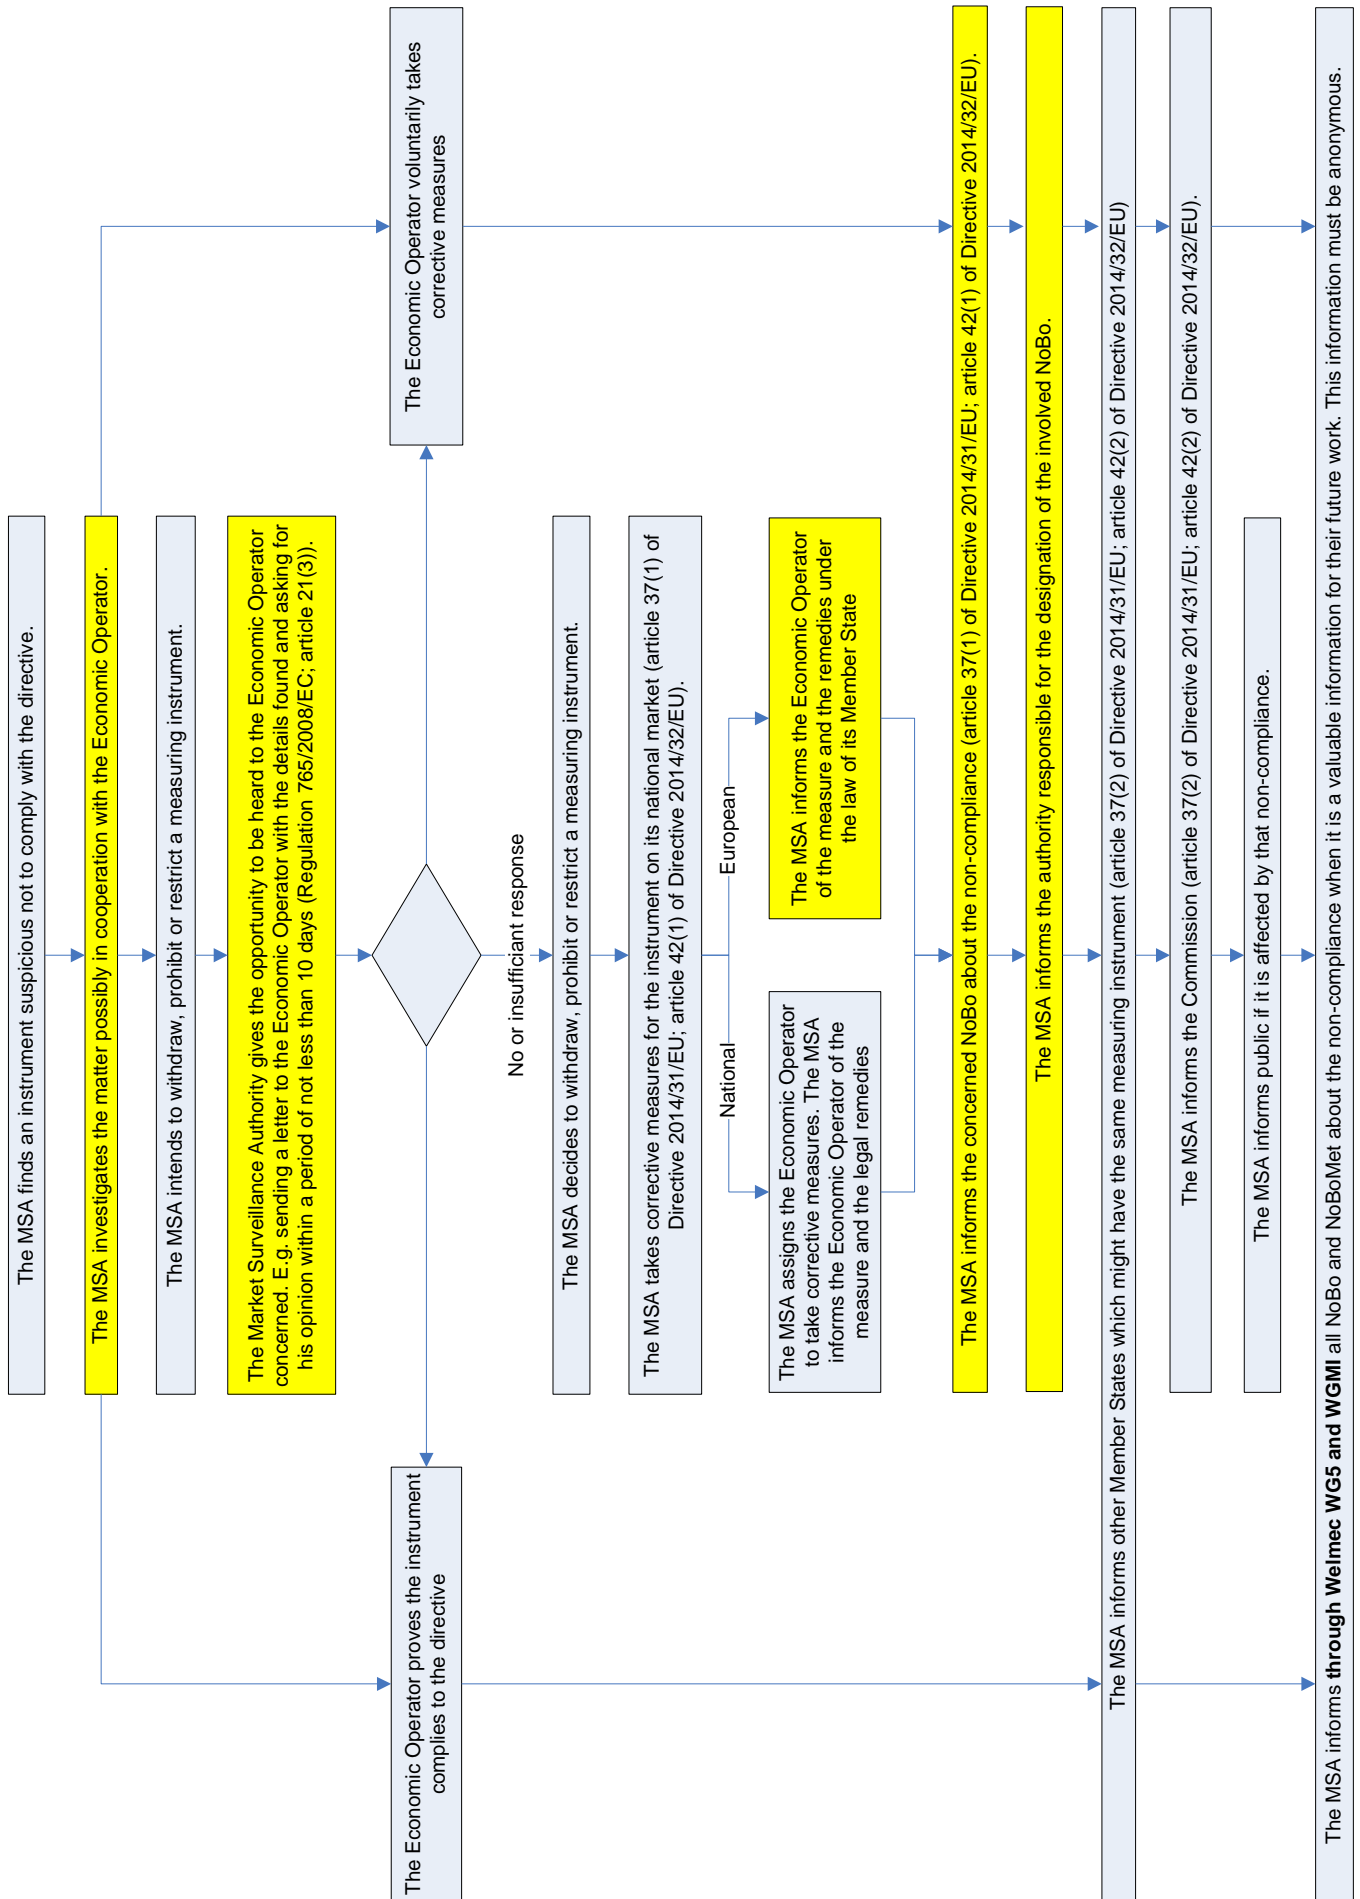 The MSA finds an instrument suspicious not to comply with the directive.
The MSA investigates the matter possibly in cooperation with the Economic Operator.
The MSA intends to withdraw, prohibit or restrict a measuring instrument.
The Market Surveillance Authority gives the opportunity to be heard to the Economic Operator
concerned. E.g. sending a letter to the Economic Operator with the details found and asking for
his opinion within a period of not less than 10 days (Regulation 765/2008/EC; article 21(3)).
The Economic Operator proves the instrument
complies to the directive
The Economic Operator voluntarily takes
corrective measures
No or insufficient response
The MSA decides to withdraw, prohibit or restrict a measuring instrument.
The MSA takes corrective measures for the instrument on its national market (article 37(1) of
Directive 2014/31/EU; article 42(1) of Directive 2014/32/EU).
National
European
The MSA assigns the Economic Operator
to take corrective measures. The MSA
informs the Economic Operator of the
measure and the legal remedies
The MSA informs the Economic Operator
of the measure and the remedies under
the law of its Member State
The MSA informs the concerned NoBo about the non-compliance (article 37(1) of Directive 2014/31/EU; article 42(1) of Directive 2014/32/EU).
The MSA informs the authority responsible for the designation of the involved NoBo.
The MSA informs other Member States which might have the same measuring instrument (article 37(2) of Directive 2014/31/EU; article 42(2) of Directive 2014/32/EU)
The MSA informs the Commission (article 37(2) of Directive 2014/31/EU; article 42(2) of Directive 2014/32/EU).
The MSA informs public if it is affected by that non-compliance.
The MSA informs through Welmec WG5 and WGMI all NoBo and NoBoMet about the non-compliance when it is a valuable information for their future work. This information must be anonymous.